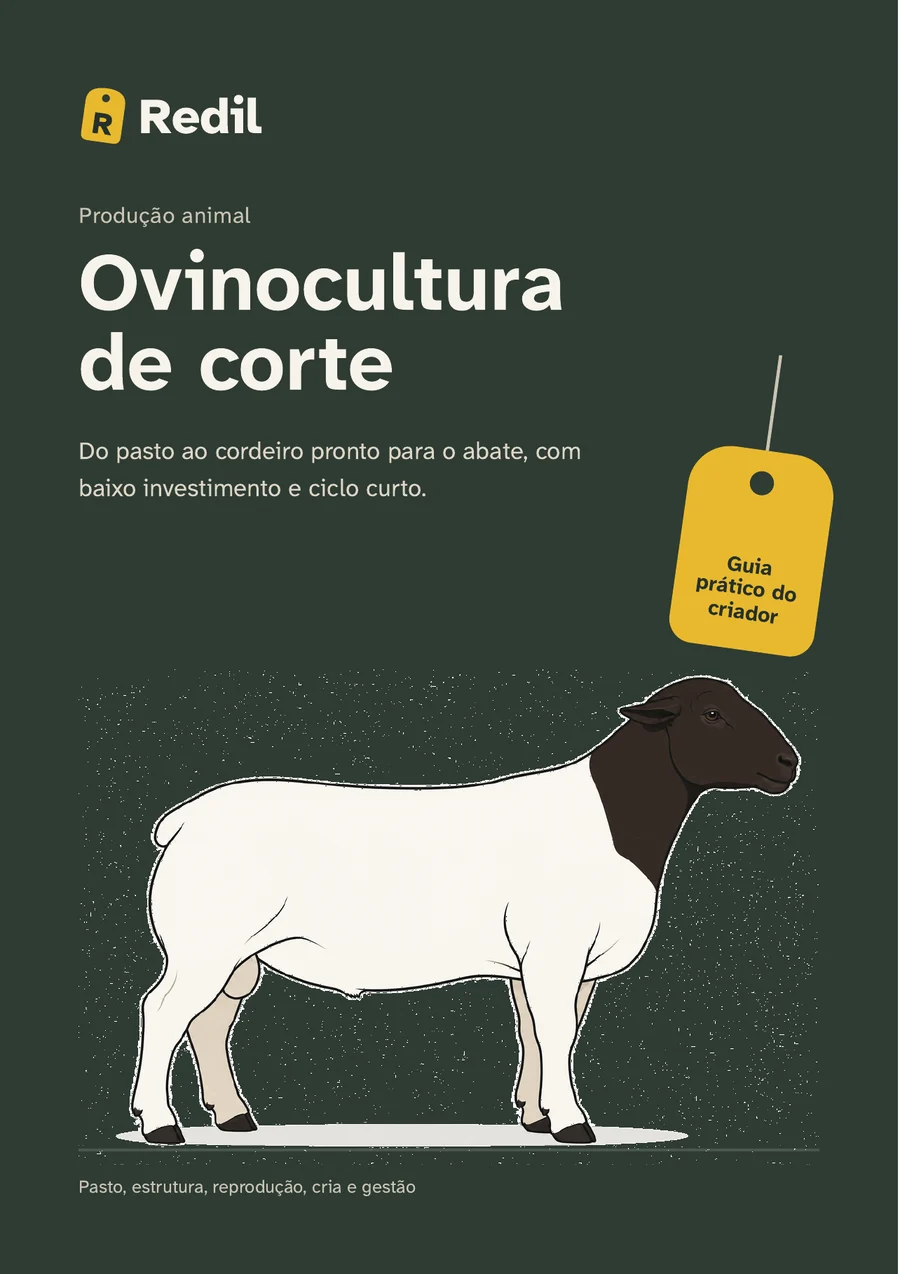 R Redil
Produção animal
Ovinocultura
de corte
Do pasto ao cordeiro pronto para o abate, com
baixo investimento e ciclo curto.
Guia
prático do
criador
Pasto, estrutura, reprodução, cria e gestão